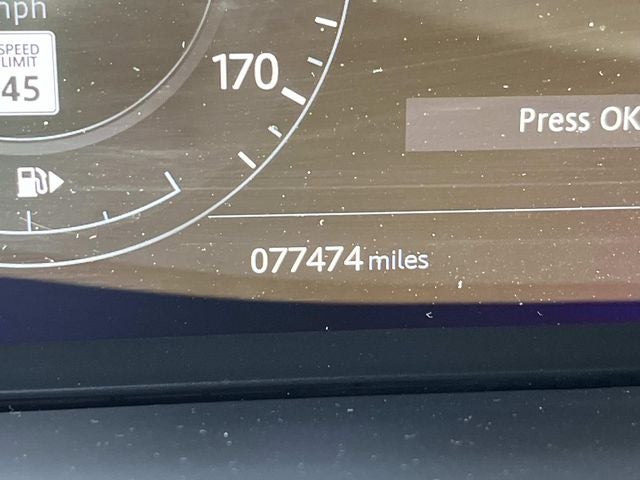 mph
SPEED
LIMIT
45
170
Press OK
077474 miles